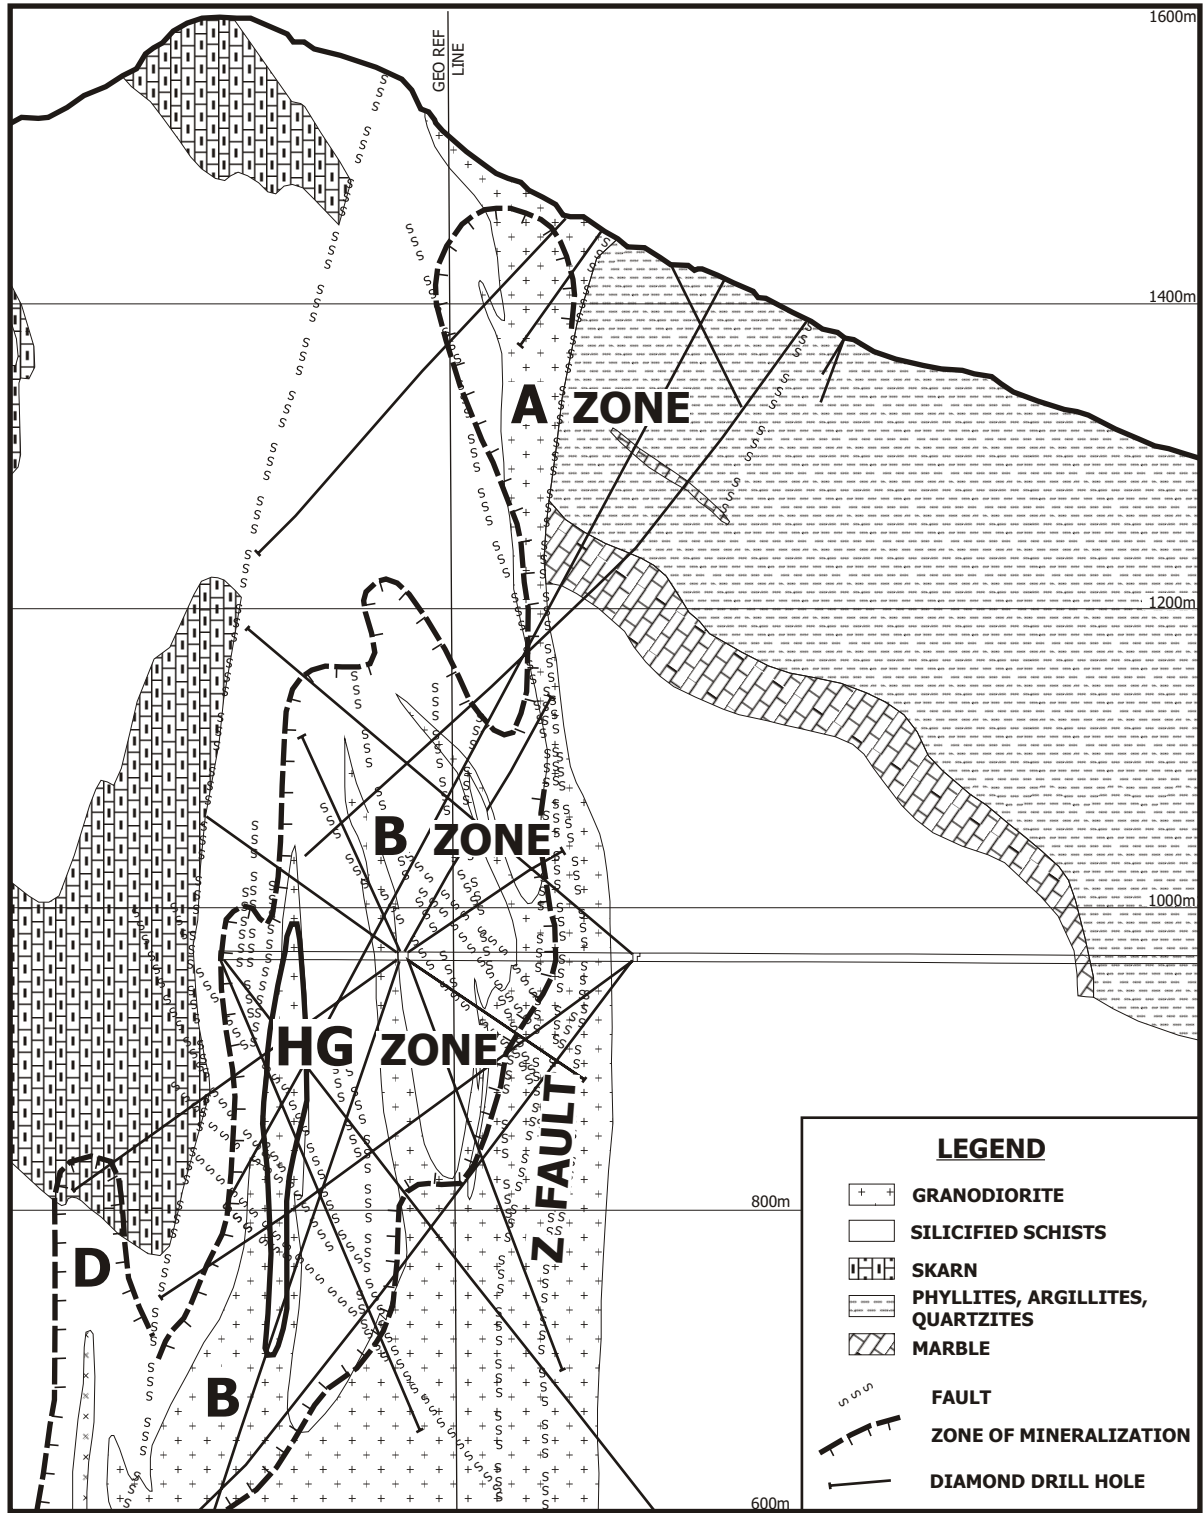 1600m
GEO REF
LINE
1400m
A ZONE
1200m
B ZONE
1000m
HG ZONE
Z FAULT
LEGEND
GRANODIORITE
SILICIFIED SCHISTS
800m
D
SKARN
PHYLLITES, ARGILLITES,
QUARTZITES
MARBLE
B
FAULT
ZONE OF MINERALIZATION
DIAMOND DRILL HOLE
600m